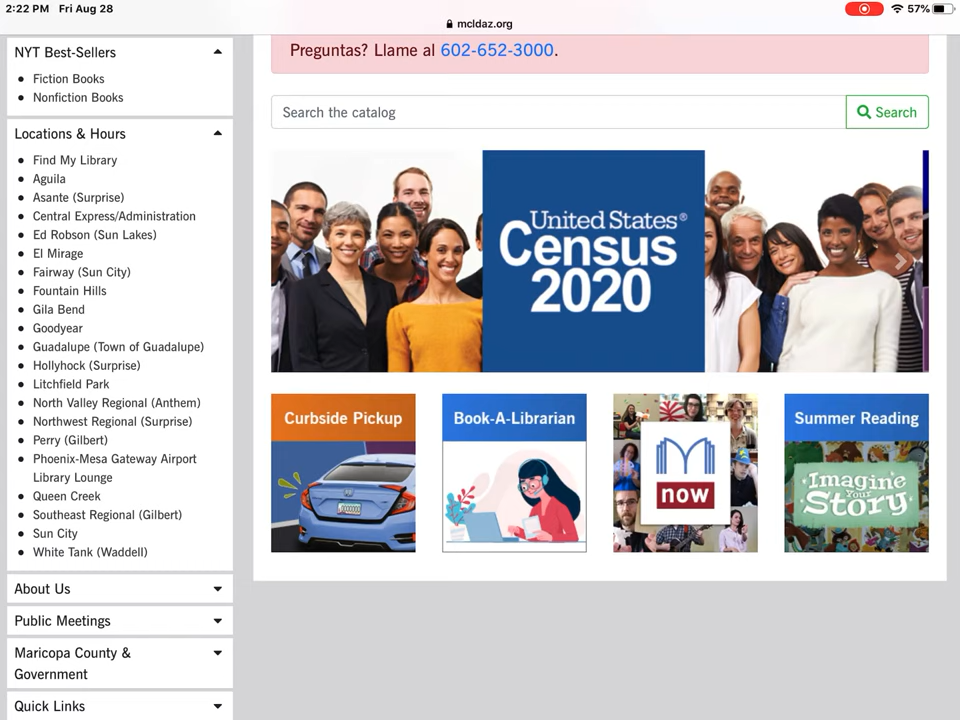 2:22 PM Fri Aug 28
57%
mcldaz.org
NYT Best-Sellers
Fiction Books
Nonfiction Books
Locations & Hours
Find My Library
Aguila
Asante (Surprise)
Central Express/Administration
Ed Robson (Sun Lakes)
El Mirage
Fairway (Sun City)
Fountain Hills
Gila Bend
Goodyear
Guadalupe (Town of Guadalupe)
Hollyhock (Surprise)
Litchfield Park
North Valley Regional (Anthem)
Northwest Regional (Surprise)
Perry (Gilbert)
Phoenix-Mesa Gateway Airport
Library Lounge
Queen Creek
Southeast Regional (Gilbert)
Sun City
White Tank (Waddell)
About Us
Public Meetings
Maricopa County &
Government
Quick Links
Preguntas? Llame al 602-652-3000.
Search the catalog
Search
United States®
Census
2020
Curbside Pickup
Book-A-Librarian
now
Summer Reading
Imagine
Your
Story